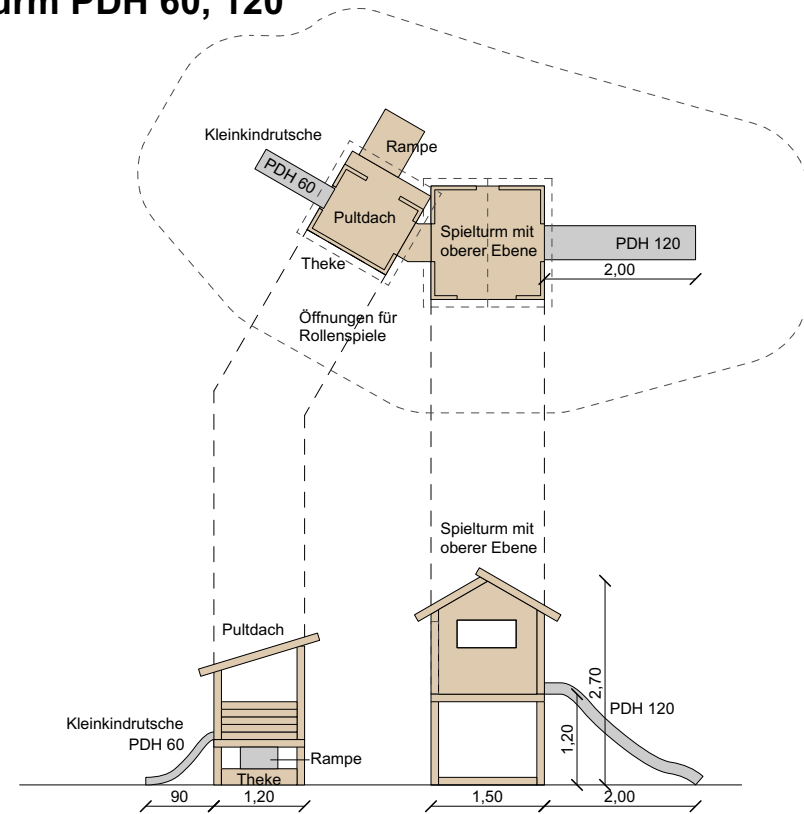 PDH 60, 120
Kleinkindrutsche
Rampe
PDH 60
Pultdach
Spielturm mit
oberer Ebene
PDH 120
2,00
Theke
Öffnungen für
Rollenspiele
Spielturm mit
oberer Ebene
Pultdach
2,70
PDH 120
Kleinkindrutsche
PDH 60
1,20
Rampe
Theke
90
1,20
1,50
2,00